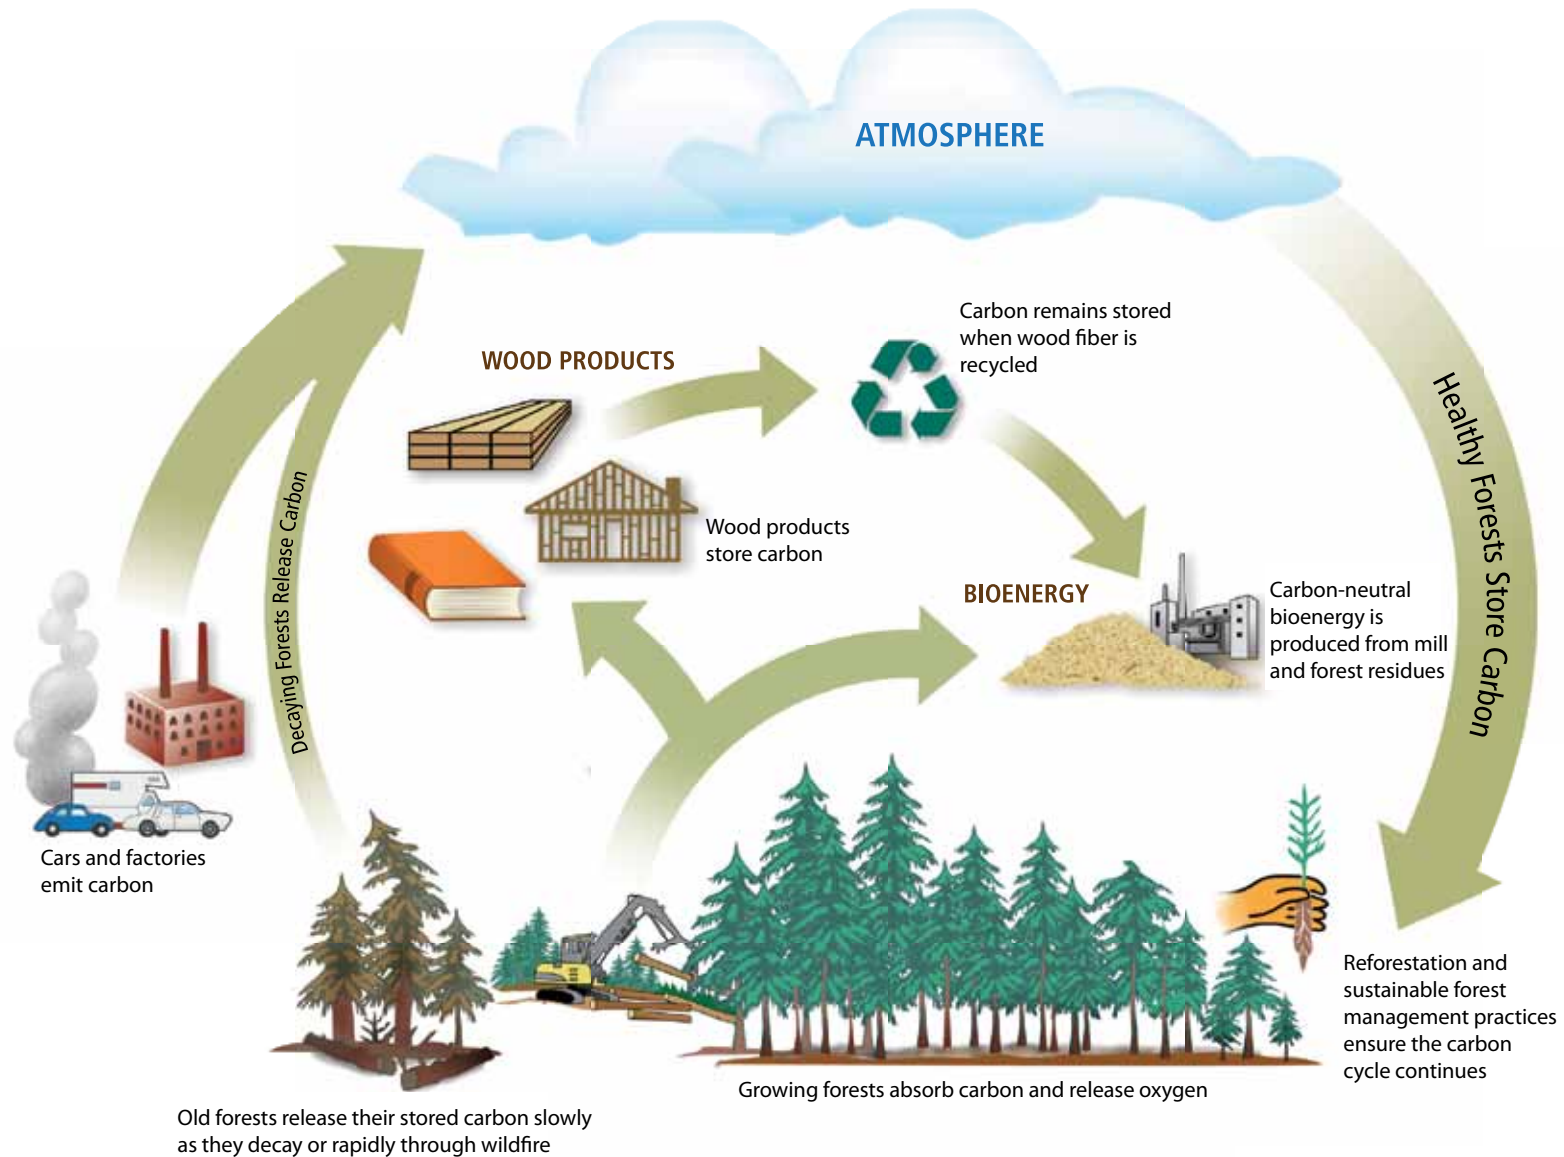 ATMOSPHERE
Carbon remains stored
when wood fiber is
recycled
WOOD PRODUCTS
Healthy Forests Store Carbon
Decaying Forests Release Carbon
Wood products
store carbon
BIOENERGY
Carbon-neutral
bioenergy is
produced from mill
and forest residues
Cars and factories
emit carbon
Reforestation and
sustainable forest
management practices
ensure the carbon
cycle continues
Growing forests absorb carbon and release oxygen
Old forests release their stored carbon slowly
as they decay or rapidly through wildfire